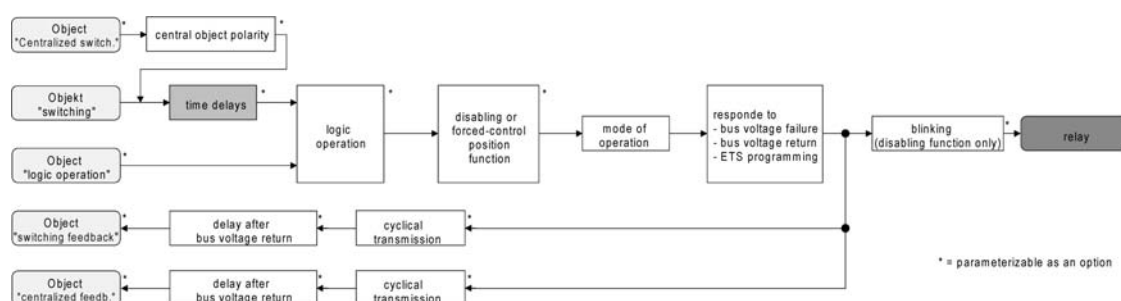 Object
"Centralized switch."
*
central object polarity
*
Objekt
"switching"
time delays
*
logic
operation
*
disabling or
forced-control
position
function
*
mode of
operation
responde to
- bus voltage failure
- bus voltage return
- ETS programming
blinking
(disabling function only)
*
relay
Object
"logic operation"
*
Object
"switching feedback"
*
delay after
bus voltage return
*
cyclical
transmission
*
* = parameterizable as an option
Object
"centralized feedb."
*
delay after
bus voltage return
*
cyclical
transmission
*